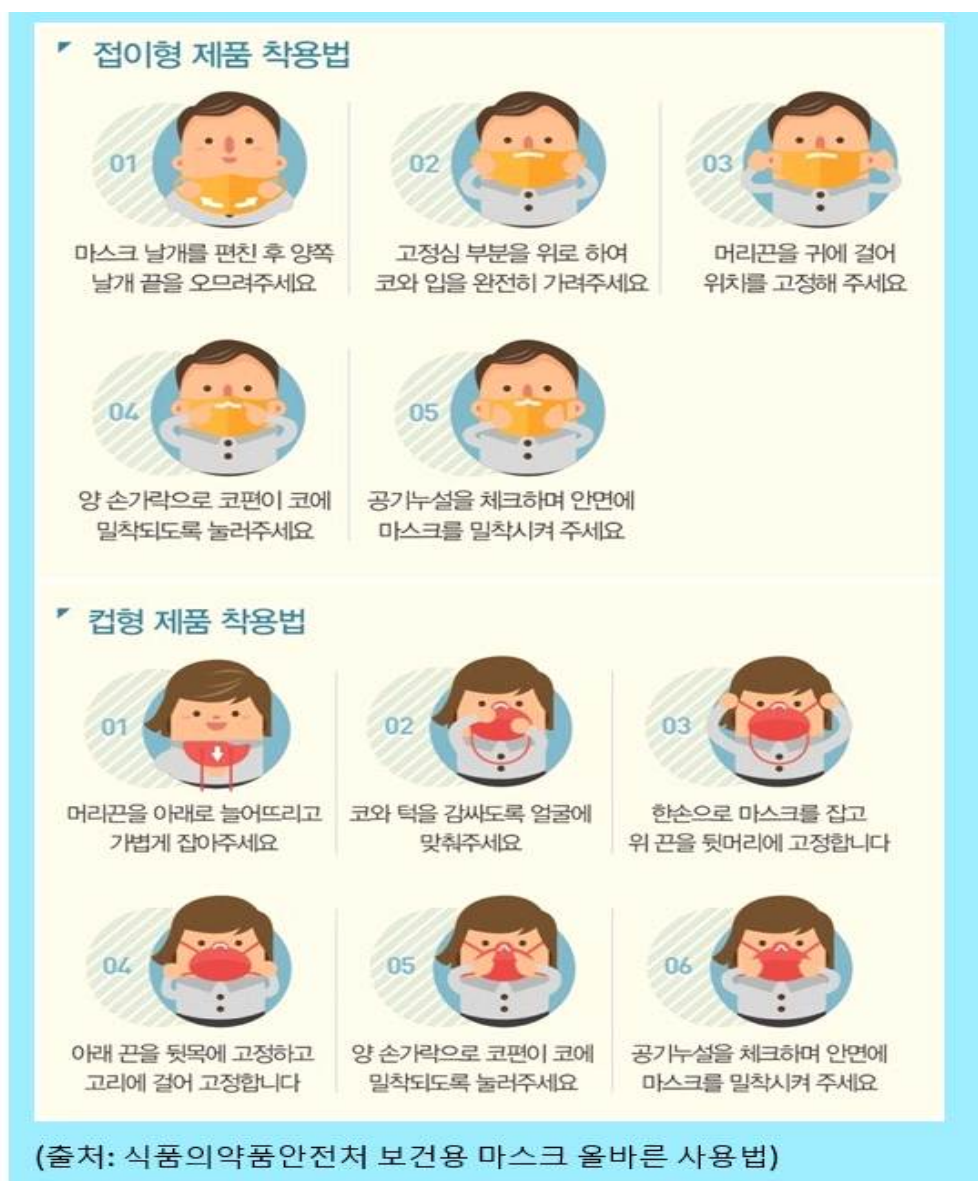 접이형 제품 착용법
01
마스크 날개를 편친 후 양쪽
날개 끝을 오므려주세요
02
고정심 부분을 위로 하여
코와 입을 완전히 가려주세요
03
머리끈을 귀에 걸어
위치를 고정해 주세요
04
양 손가락으로 코편이 코에
밀착되도록 눌러주세요
05
공기누설을 체크하며 안면에
마스크를 밀착시켜 주세요
컵형 제품 착용법
01
머리끈을 아래로 늘어뜨리고
가볍게 잡아주세요
02
코와 턱을 감싸도록 얼굴에
맞춰주세요
03
한손으로 마스크를 잡고
위 끈을 뒷머리에 고정합니다
04
아래 끈을 뒷목에 고정하고
고리에 걸어 고정합니다
05
양 손가락으로 코편이 코에
밀착되도록 눌러주세요
06
공기누설을 체크하며 안면에
마스크를 밀착시켜 주세요
(출처: 식품의약품안전처 보건용 마스크 올바른 사용법)